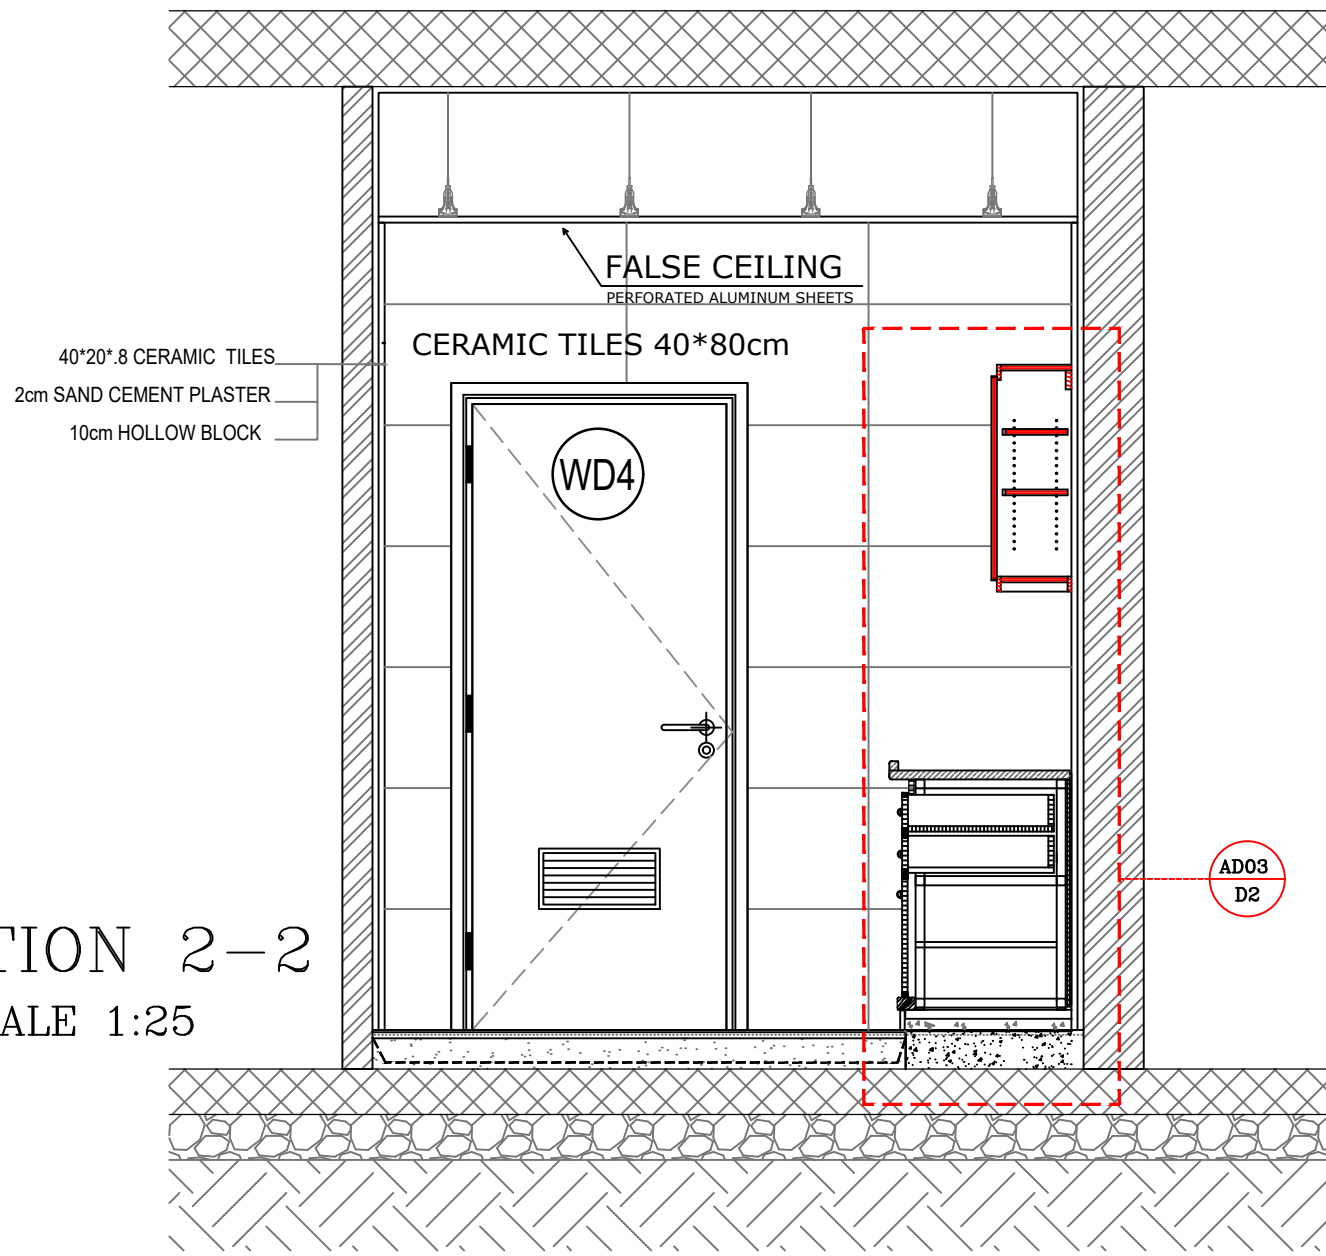 FALSE CEILING
PERFORATED ALUMINUM SHEETS
CERAMIC TILES 40*80cm
40*20*.8 CERAMIC TILES
2cm SAND CEMENT PLASTER
10cm HOLLOW BLOCK
WD4
AD03
D2
TION 2-2
ALE 1:25